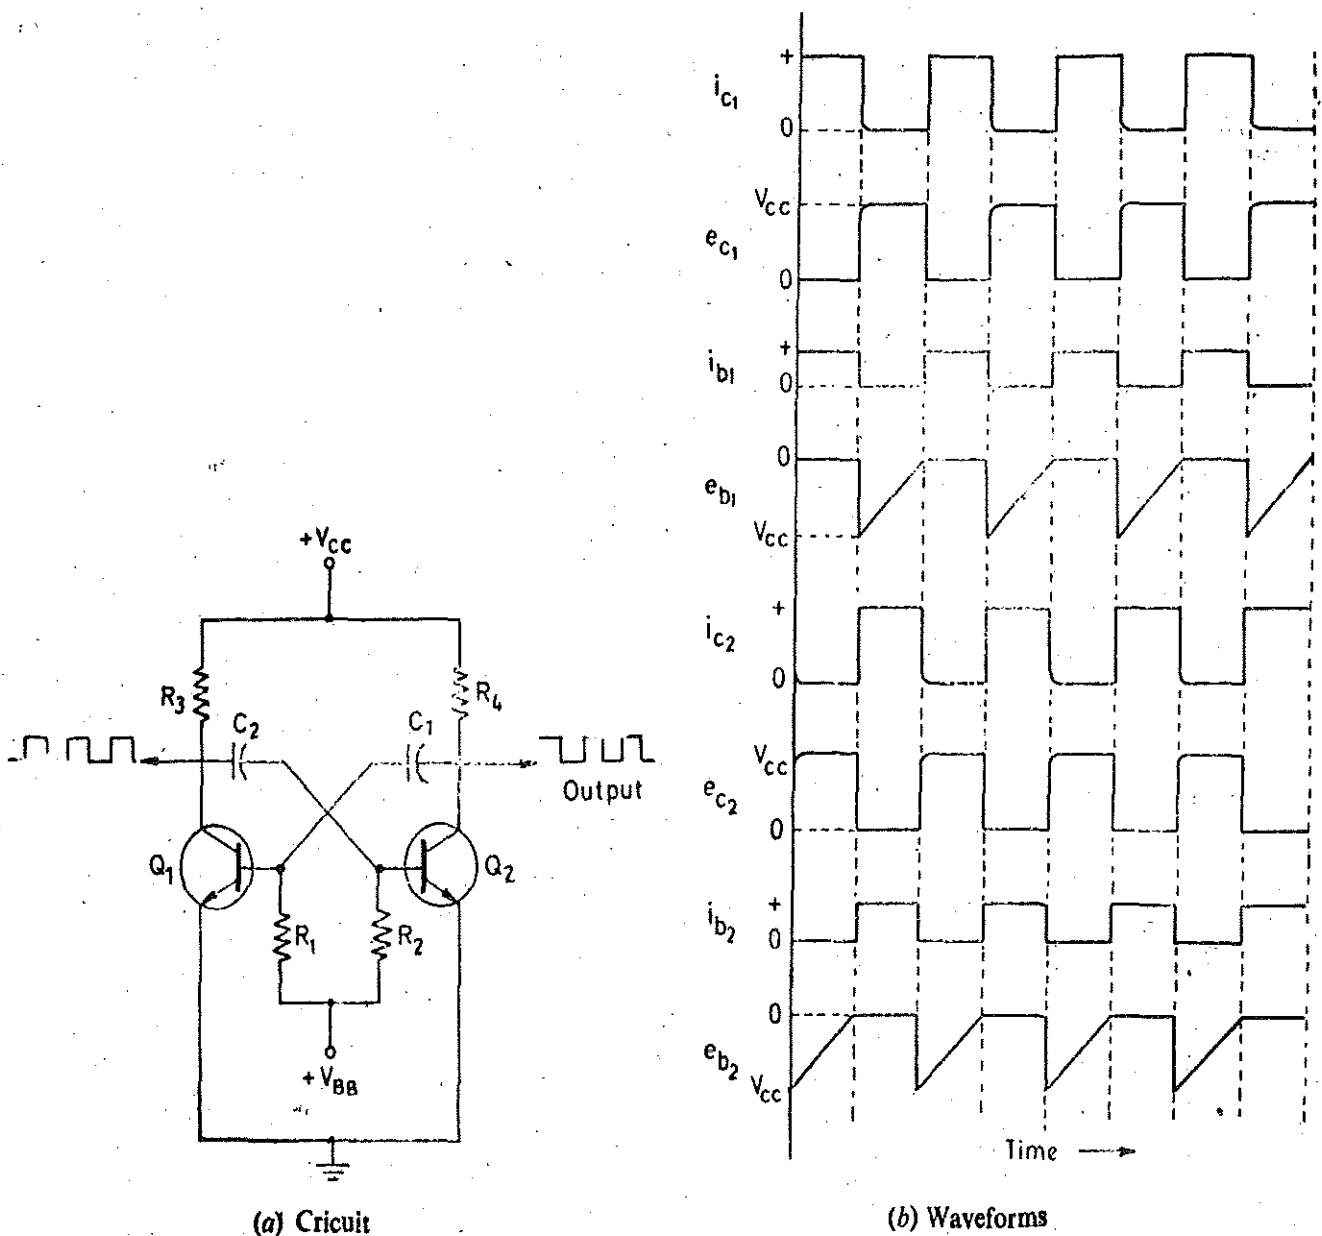 +VCC
R3
R4
C2
C1
Output
Q1
Q2
R1
R2
+VBB
(a) Cricuit
ic1
+
0
ec1
VCC
0
ib1
+
0
eb1
0
VCC
ic2
+
0
ec2
VCC
0
ib2
+
0
eb2
0
VCC
Time
(b) Waveforms